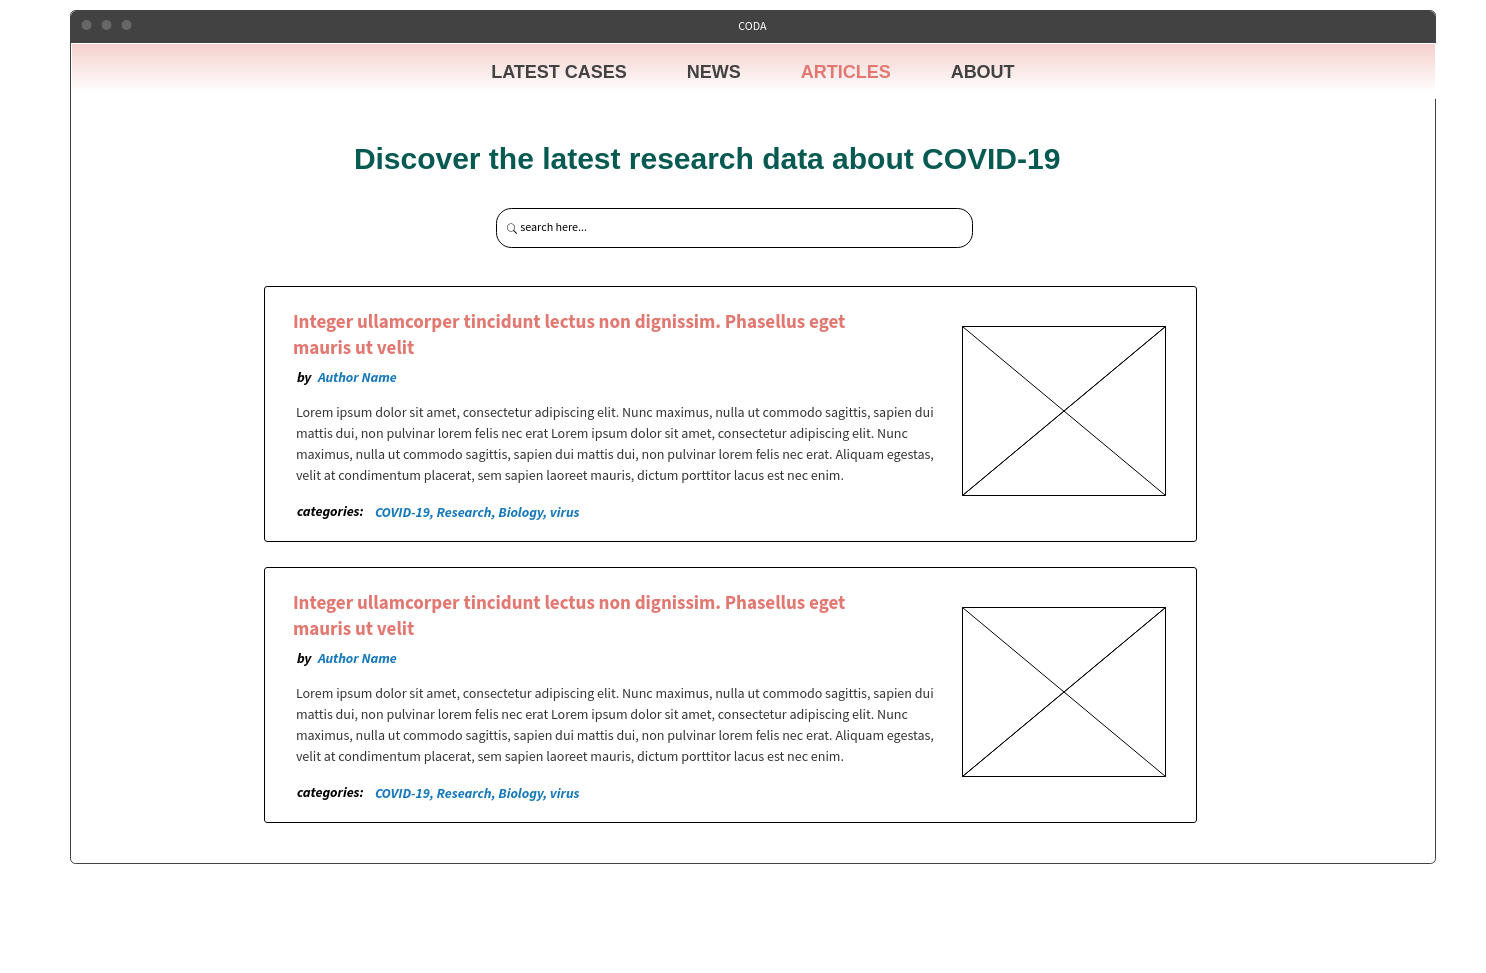 CODA
LATEST CASES NEWS ARTICLES ABOUT
Discover the latest research data about COVID-19
search here...
Integer ullamcorper tincidunt lectus non dignissim. Phasellus eget
mauris ut velit
by Author Name
Lorem ipsum dolor sit amet, consectetur adipiscing elit. Nunc maximus, nulla ut commodo sagittis, sapien dui
mattis dui, non pulvinar lorem felis nec erat Lorem ipsum dolor sit amet, consectetur adipiscing elit. Nunc
maximus, nulla ut commodo sagittis, sapien dui mattis dui, non pulvinar lorem felis nec erat. Aliquam egestas,
velit at condimentum placerat, sem sapien laoreet mauris, dictum porttitor lacus est nec enim.
categories: COVID-19, Research, Biology, virus
Integer ullamcorper tincidunt lectus non dignissim. Phasellus eget
mauris ut velit
by Author Name
Lorem ipsum dolor sit amet, consectetur adipiscing elit. Nunc maximus, nulla ut commodo sagittis, sapien dui
mattis dui, non pulvinar lorem felis nec erat Lorem ipsum dolor sit amet, consectetur adipiscing elit. Nunc
maximus, nulla ut commodo sagittis, sapien dui mattis dui, non pulvinar lorem felis nec erat. Aliquam egestas,
velit at condimentum placerat, sem sapien laoreet mauris, dictum porttitor lacus est nec enim.
categories: COVID-19, Research, Biology, virus